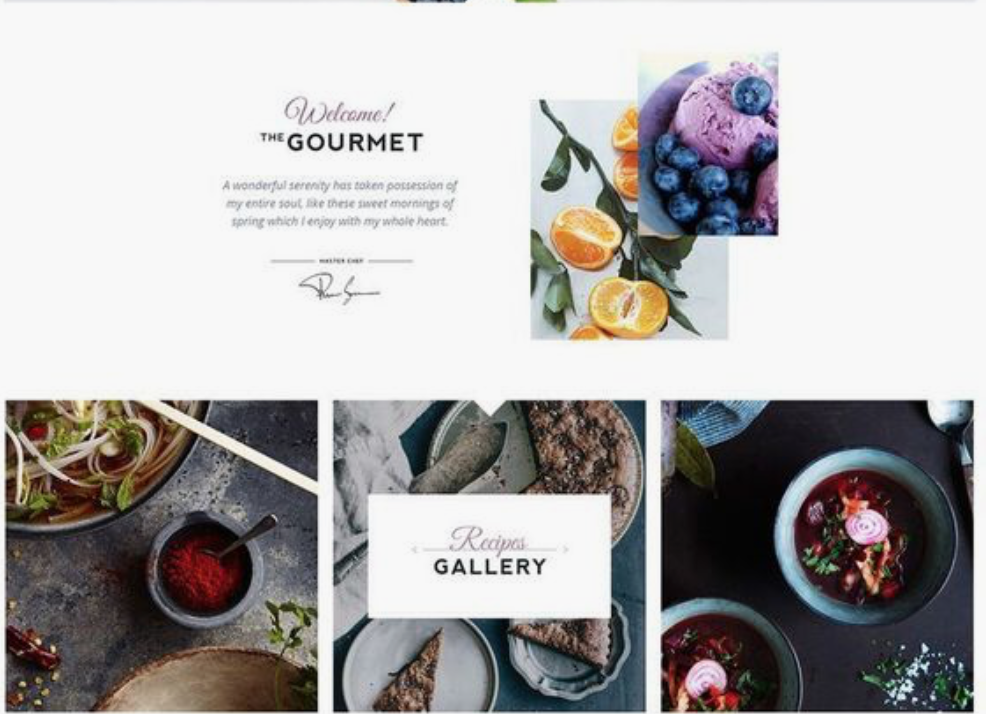 Welcome!
THE GOURMET
A wonderful serenity has taken possession of
my entire soul, like these sweet mornings of
spring which I enjoy with my whole heart.
MASTER CHEF
Recipes
GALLERY